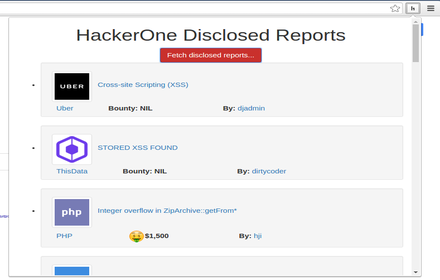 h
HackerOne Disclosed Reports
Fetch disclosed reports...
UBER
Cross-site Scripting (XSS)
Uber Bounty: NIL By: djadmin
STORED XSS FOUND
ThisData Bounty: NIL By: dirtycoder
php
Integer overflow in ZipArchive::getFrom*
PHP $1,500 By: hji